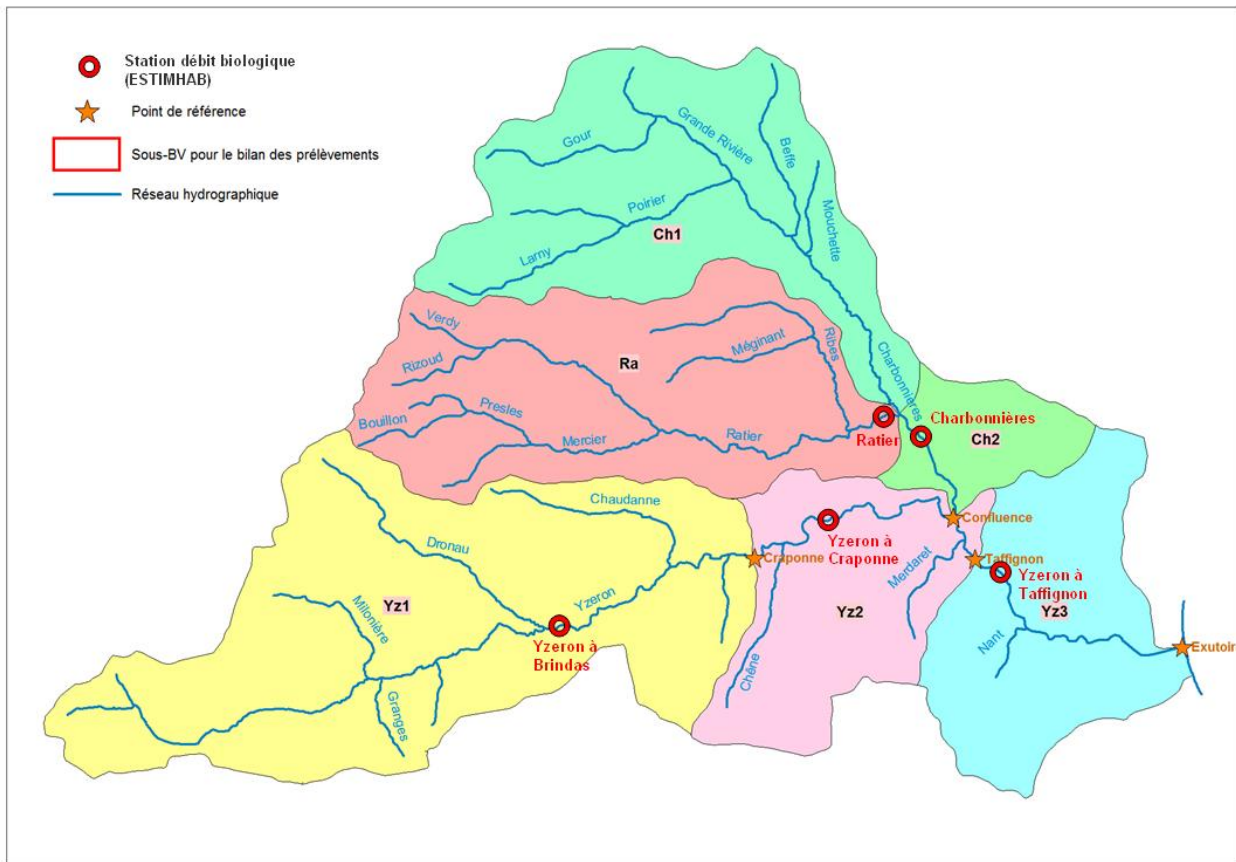 Station débit biologique
(ESTIMHAB)
Point de référence
Sous-BV pour le bilan des prélèvements
Réseau hydrographique
Gour
Grande Rivière
Beffe
Mouchette
Poirier
Ch1
Larny
Verdy
Rizoud
Ra
Méginant
Ribes
Charbonnières
Bouillon
Presles
Mercier
Ratier
Ratier
Charbonnières
Ch2
Chaudanne
Dronau
Yzeron
Craponne
Yzeron à
Craponne
Confluence
Merdaret
Taffignon
Yzeron à
Taffignon
Milonière
Yz1
Yzeron à
Brindas
Granges
Chêne
Yz2
Yz3
Nant
Exutoir